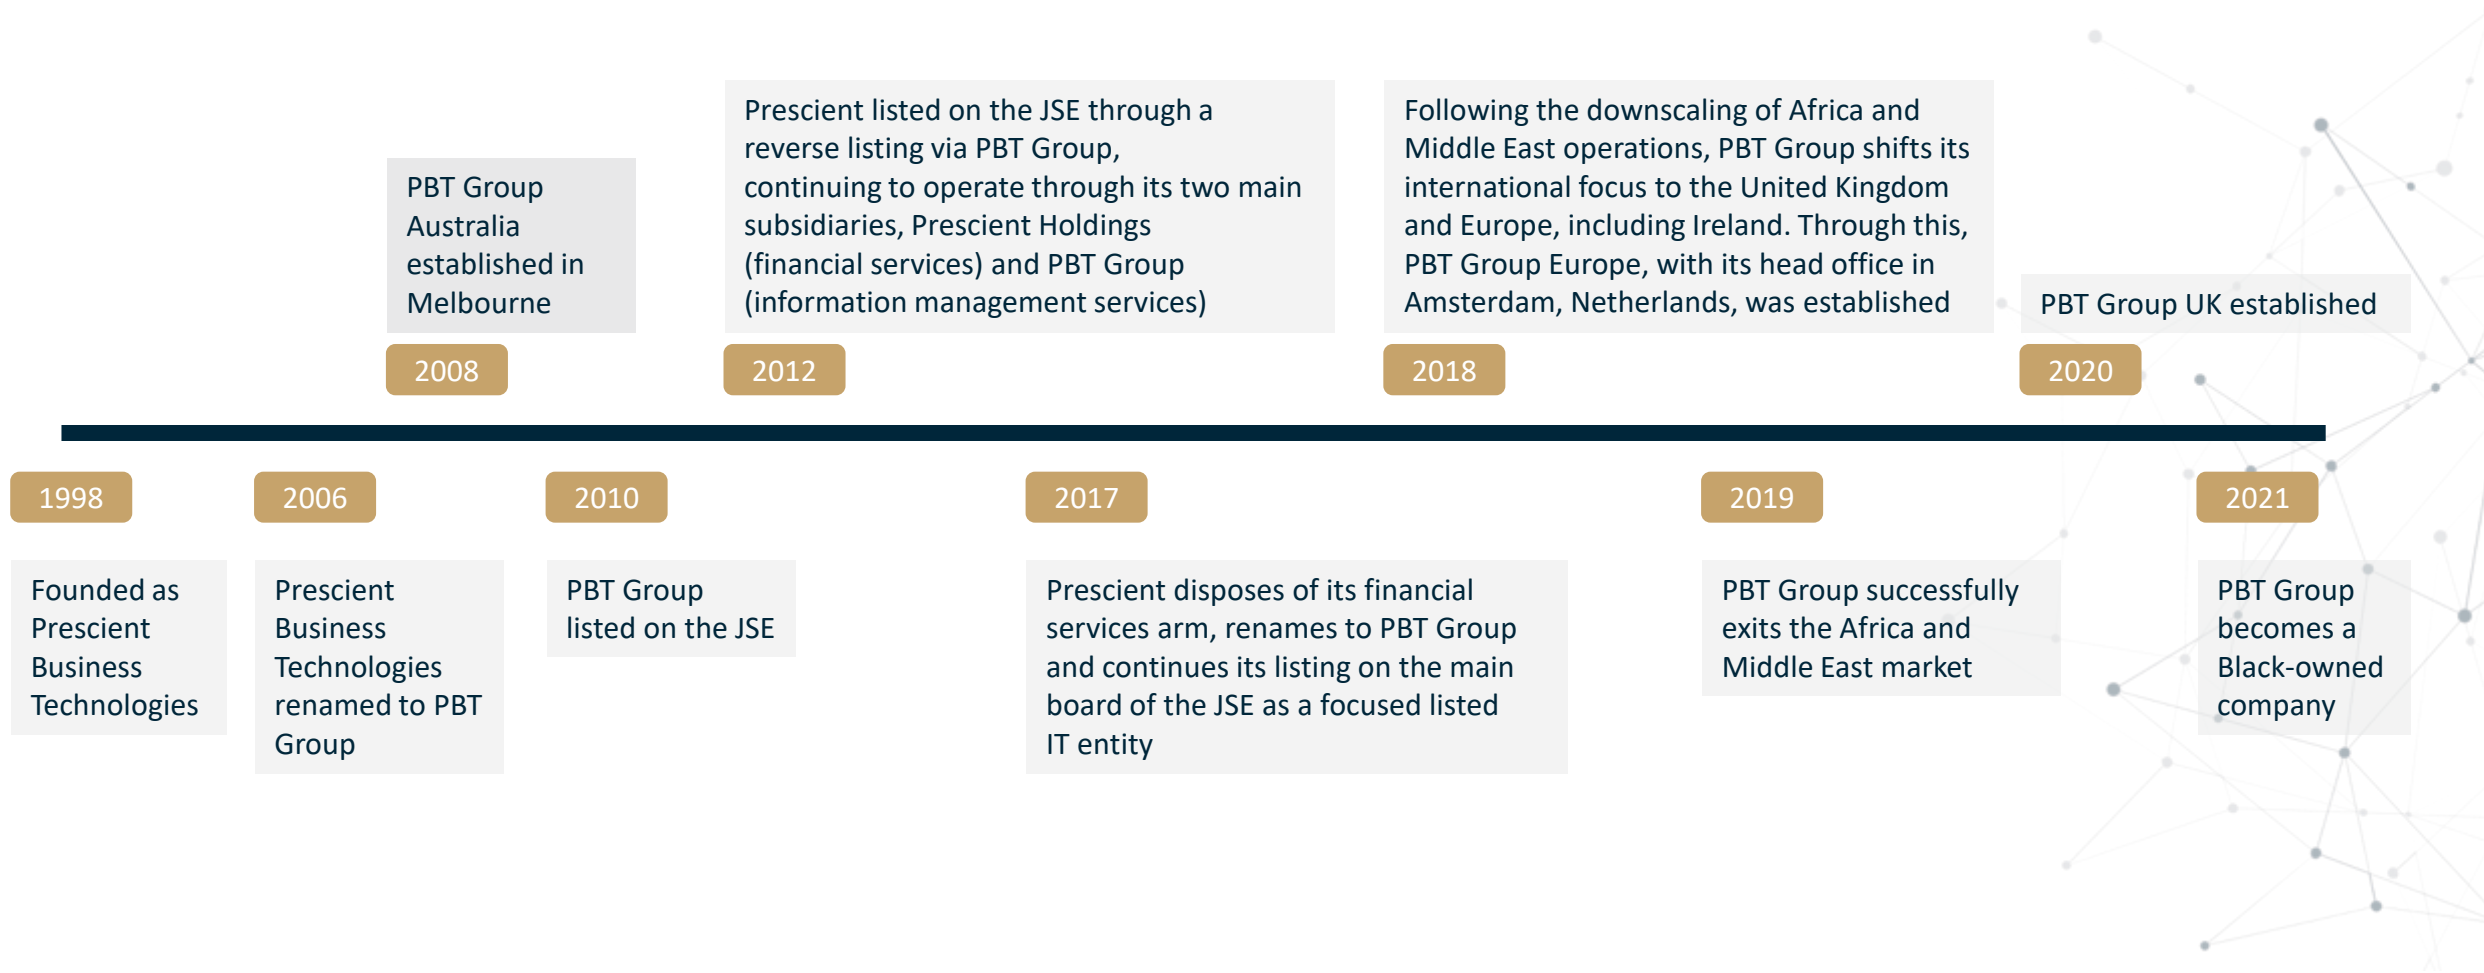 PBT Group
Australia
established in
Melbourne
2008
Prescient listed on the JSE through a
reverse listing via PBT Group,
continuing to operate through its two main
subsidiaries, Prescient Holdings
(financial services) and PBT Group
(information management services)
2012
Following the downscaling of Africa and
Middle East operations, PBT Group shifts its
international focus to the United Kingdom
and Europe, including Ireland. Through this,
PBT Group Europe, with its head office in
Amsterdam, Netherlands, was established
2018
PBT Group UK established
2020
1998
Founded as
Prescient
Business
Technologies
2006
Prescient
Business
Technologies
renamed to PBT
Group
2010
PBT Group
listed on the JSE
2017
Prescient disposes of its financial
services arm, renames to PBT Group
and continues its listing on the main
board of the JSE as a focused listed
IT entity
2019
PBT Group successfully
exits the Africa and
Middle East market
2021
PBT Group
becomes a
Black-owned
company